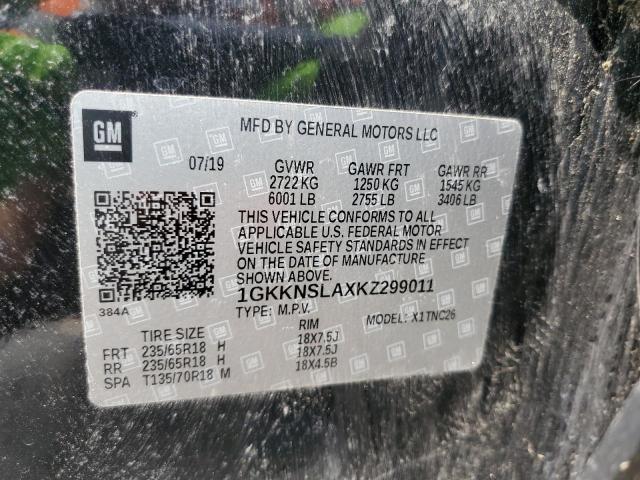 GM
MFD BY GENERAL MOTORS LLC
07/19 GVWR GAWR FRT GAWR RR
2722 KG 1250 KG 1545 KG
6001 LB 2755 LB 3406 LB
THIS VEHICLE CONFORMS TO ALL
APPLICABLE U.S. FEDERAL MOTOR
VEHICLE SAFETY STANDARDS IN EFFECT
ON THE DATE OF MANUFACTURE
SHOWN ABOVE.
384A
1GKKNSLAXKZ299011
TYPE: M.P.V. MODEL: X1TNC26
TIRE SIZE RIM
FRT 235/65R18 H 18X7.5J
RR 235/65R18 H 18X7.5J
SPA T135/70R18 M 18X4.5B